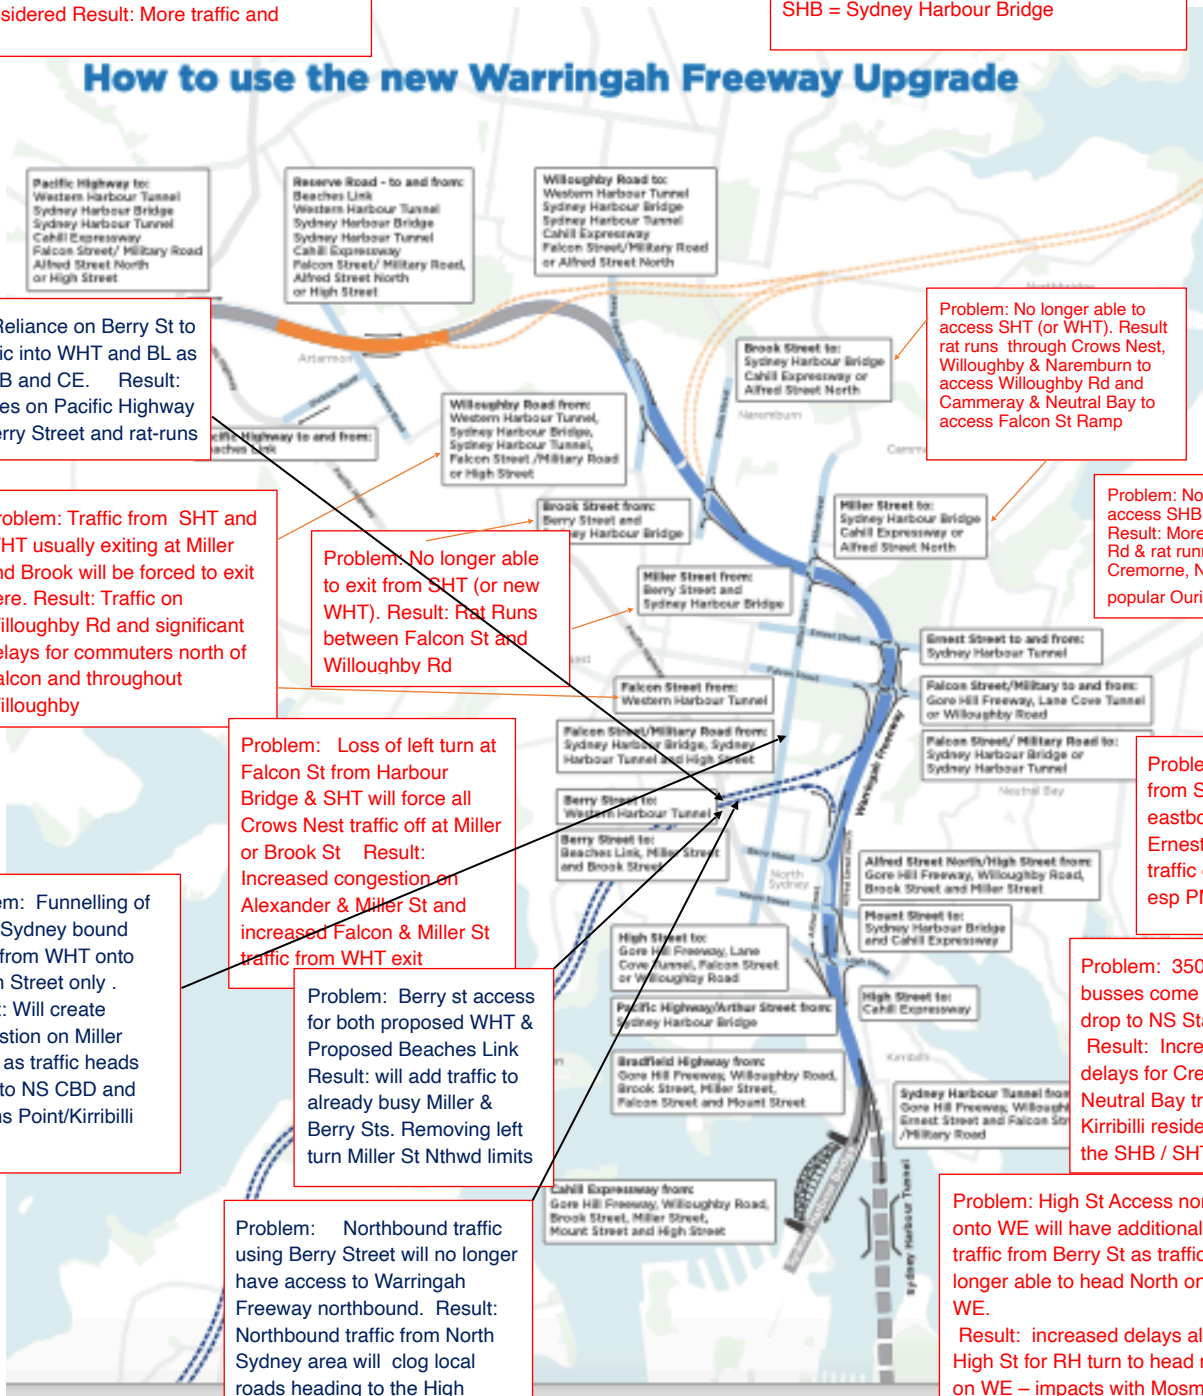 sidered Result: More traffic and
SHB = Sydney Harbour Bridge
How to use the new Warringah Freeway Upgrade
Pacific Highway to:
Western Harbour Tunnel
Sydney Harbour Bridge
Sydney Harbour Tunnel
Cahill Expressway
Falcon Street/ Military Road
Alfred Street North
or High Street
Reserve Road - to and from:
Beaches Link
Western Harbour Tunnel
Sydney Harbour Bridge
Sydney Harbour Tunnel
Cahill Expressway
Falcon Street/ Military Road,
Alfred Street North
or High Street
Willoughby Road to:
Western Harbour Tunnel
Sydney Harbour Bridge
Sydney Harbour Tunnel
Cahill Expressway
Falcon Street/Military Road
or Alfred Street North
Northbridge
Reliance on Berry St to
ic into WHT and BL as
B and CE. Result:
es on Pacific Highway
erry Street and rat-runs
Artarmon
Brook Street to:
Sydney Harbour Bridge
Cahill Expressway or
Alfred Street North
Naremburn
Problem: No longer able to
access SHT (or WHT). Result
rat runs through Crows Nest,
Willoughby & Naremburn to
access Willoughby Rd and
Cammeray & Neutral Bay to
access Falcon St Ramp
Willoughby Road from:
Western Harbour Tunnel,
Sydney Harbour Bridge,
Sydney Harbour Tunnel,
Falcon Street /Military Road
or High Street
cific Highway to and from:
eaches Link
Pacific Highway
Camm
roblem: Traffic from SHT and
HT usually exiting at Miller
nd Brook will be forced to exit
ere. Result: Traffic on
illoughby Rd and significant
elays for commuters north of
alcon and throughout
illoughby
Brook Street from:
Berry Street and
ey Harbour Bridge
Problem: No longer able
to exit from SHT (or new
WHT). Result: Rat Runs
between Falcon St and
Willoughby Rd
Miller Street to:
Sydney Harbour Bridge
Cahill Expressway or
Alfred Street North
Problem: No
access SHB
Result: More
Rd & rat runn
Cremorne, N
popular Ouri
Miller Street from:
Berry Street and
Sydney Harbour Bridge
Ernest Street
Ernest Street to and from:
Sydney Harbour Tunnel
est
Falcon Street
Falcon Street from:
Western Harbour Tunnel
Falcon Street/Military to and from:
Gore Hill Freeway, Lane Cove Tunnel
or Willoughby Road
Falcon Street/Military Road from:
Sydney Harbour Bridge, Sydney
Harbour Tunnel and High Street
Falcon Street/ Military Road to:
Sydney Harbour Bridge or
Sydney Harbour Tunnel
Warringah Freeway
Neutral Bay
Problem: Loss of left turn at
Falcon St from Harbour
Bridge & SHT will force all
Crows Nest traffic off at Miller
or Brook St Result:
Increased congestion on
Alexander & Miller St and
increased Falcon & Miller St
traffic from WHT exit
Proble
from S
eastbo
Ernest
traffic
esp PM
Berry Street to:
Western Harbour Tunnel
Berry Street to:
Beaches Link, Miller Street
and Brook Street
Berry Street
North
Sydney
Alfred Street North/High Street from:
Gore Hill Freeway, Willoughby Road,
Brook Street and Miller Street
Mount Street
Mount Street to:
Sydney Harbour Bridge
and Cahill Expressway
em: Funnelling of
Sydney bound
from WHT onto
n Street only .
t: Will create
stion on Miller
as traffic heads
to NS CBD and
ns Point/Kirribilli
High Street to:
Gore Hill Freeway, Lane
Cove Tunnel, Falcon Street
or Willoughby Road
High Street
High Street to:
Cahill Expressway
Pacific Highway/Arthur Street from:
Sydney Harbour Bridge
Problem: 350
busses come
drop to NS Sta
Result: Incre
delays for Cre
Neutral Bay tr
Kirribilli reside
the SHB / SHT
Problem: Berry st access
for both proposed WHT &
Proposed Beaches Link
Result: will add traffic to
already busy Miller &
Berry Sts. Removing left
turn Miller St Nthwd limits
Bradfield Highway from:
Gore Hill Freeway, Willoughby Road,
Brook Street, Miller Street,
Falcon Street and Mount Street
Kirribilli
Sydney Harbour Tunnel from
Gore Hill Freeway, Willoughb
Ernest Street and Falcon Str
/Military Road
Cahill Expressway from:
Gore Hill Freeway, Willoughby Road,
Brook Street, Miller Street,
Mount Street and High Street
Sydney Harbour Tunnel
Problem: Northbound traffic
using Berry Street will no longer
have access to Warringah
Freeway northbound. Result:
Northbound traffic from North
Sydney area will clog local
roads heading to the High
Problem: High St Access nor
onto WE will have additional
traffic from Berry St as traffic
longer able to head North on
WE.
Result: increased delays al
High St for RH turn to head n
on WE – impacts with Mosm